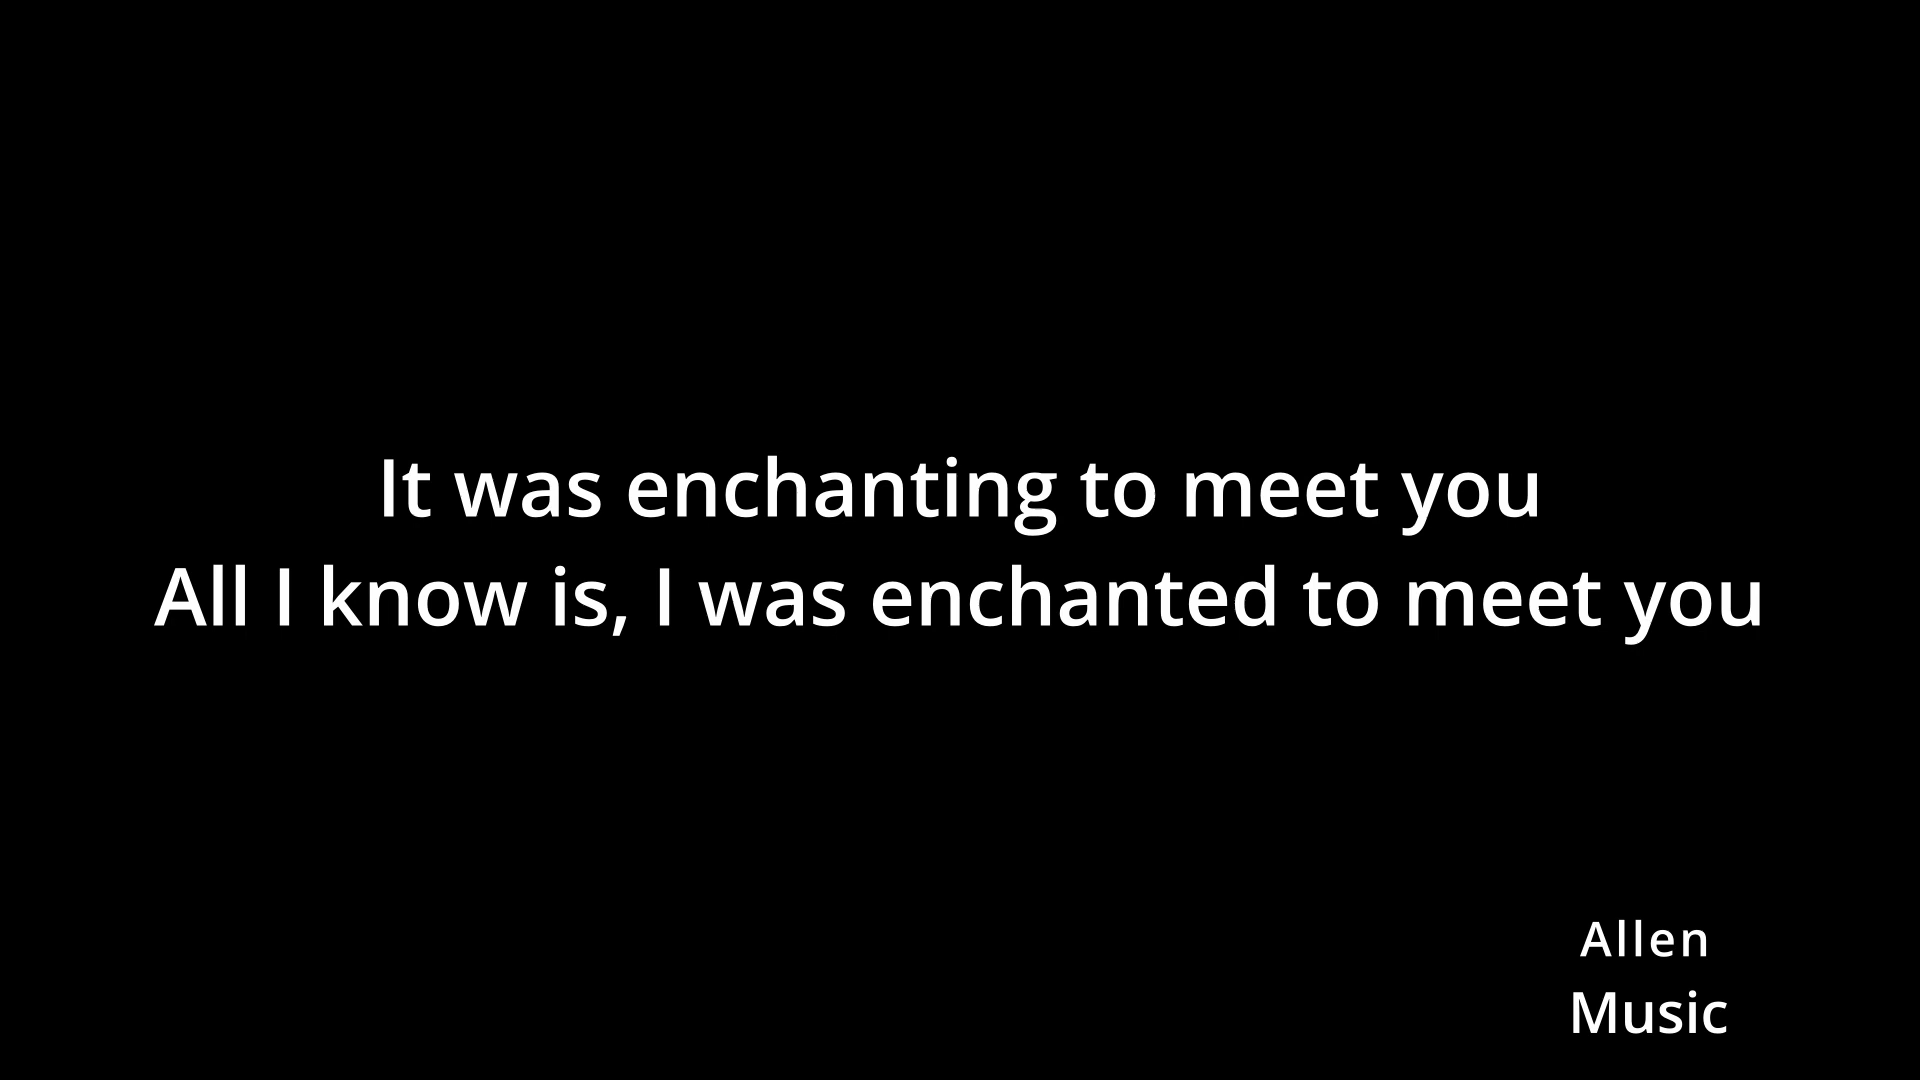 It was enchanting to meet you
All I know is, I was enchanted to meet you
Allen
Music